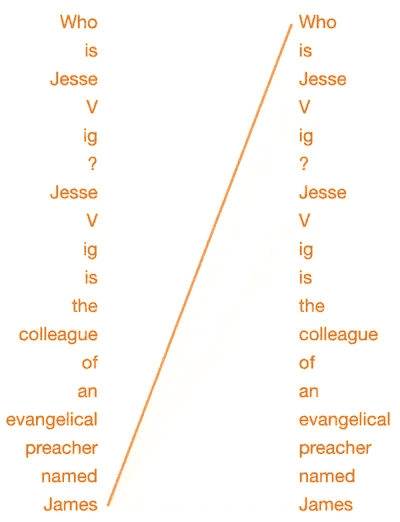 Who Who
is is
Jesse Jesse
V V
ig ig
? ?
Jesse Jesse
V V
ig ig
is is
the the
colleague colleague
of of
an an
evangelical evangelical
preacher preacher
named named
James James